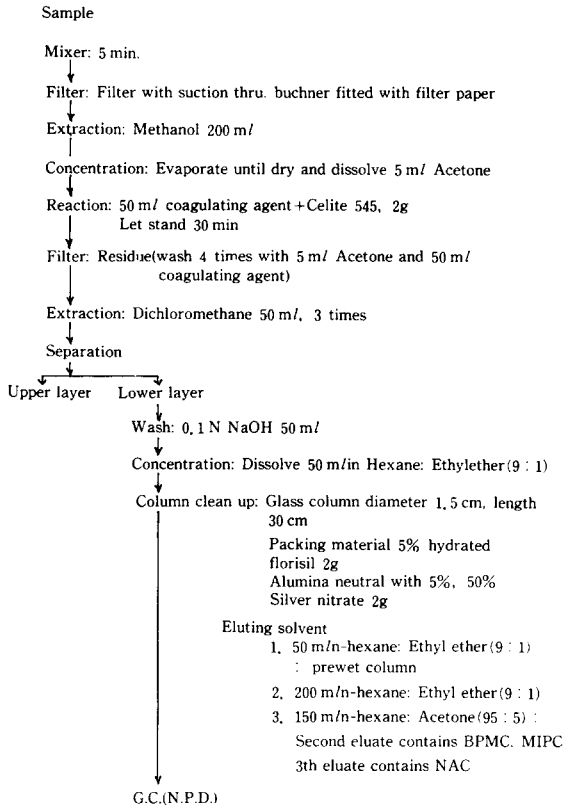 Sample
Mixer: 5 min.
Filter: Filter with suction thru. buchner fitted with filter paper
Extraction: Methanol 200 ml
Concentration: Evaporate until dry and dissolve 5 ml Acetone
Reaction: 50 ml coagulating agent+Celite 545, 2g
Let stand 30 min
Filter: Residue(wash 4 times with 5 ml Acetone and 50 ml
coagulating agent)
Extraction: Dichloromethane 50 ml, 3 times
Separation
Upper layer Lower layer
Wash: 0.1 N NaOH 50 ml
Concentration: Dissolve 50 m/in Hexane: Ethylether(9 : 1)
Column clean up: Glass column diameter 1.5 cm, length
30 cm
Packing material 5% hydrated
florisil 2g
Alumina neutral with 5%, 50%
Silver nitrate 2g
Eluting solvent
1. 50 m/n-hexane: Ethyl ether(9 : 1)
: prewet column
2. 200 m/n-hexane: Ethyl ether(9 : 1)
3. 150 m/n-hexane: Acetone(95 : 5) :
Second eluate contains BPMC. MIPC
3th eluate contains NAC
G.C.(N.P.D.)